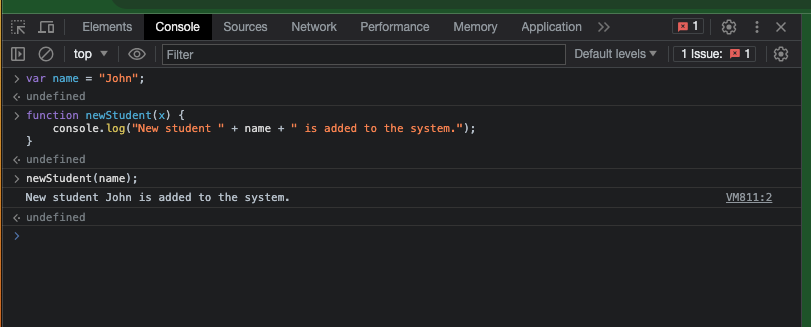 Elements Console Sources Network Performance Memory Application 1
top Filter Default levels 1 Issue: 1
var name = "John";
undefined
function newStudent(x) {
    console.log("New student " + name + " is added to the system.");
}
undefined
newStudent(name);
New student John is added to the system. VM811:2
undefined